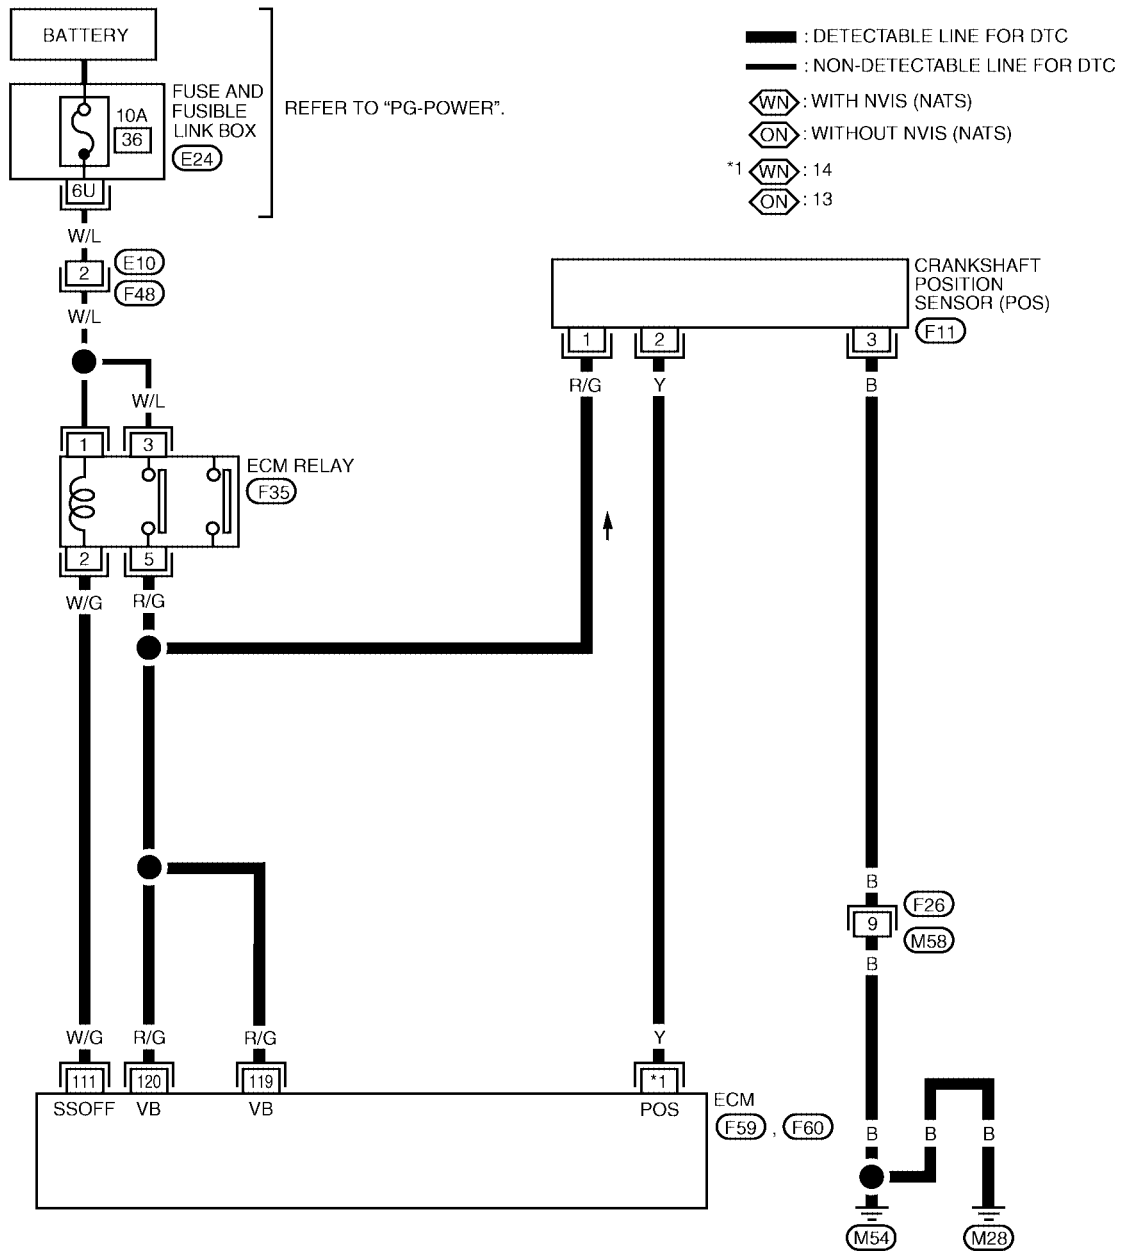 BATTERY
FUSE AND
FUSIBLE
LINK BOX
E24
10A
36
6U
REFER TO “PG-POWER”.
: DETECTABLE LINE FOR DTC
: NON-DETECTABLE LINE FOR DTC
WN : WITH NVIS (NATS)
ON : WITHOUT NVIS (NATS)
*1 WN : 14
ON : 13
W/L
2
E10
F48
W/L
W/L
1
3
ECM RELAY
F35
2
5
W/G
R/G
CRANKSHAFT
POSITION
SENSOR (POS)
F11
1
2
3
R/G
Y
B
B
9
F26
M58
B
W/G
R/G
R/G
Y
111
120
119
*1
SSOFF
VB
VB
POS
ECM
F59 , F60
B
B
B
M54
M28